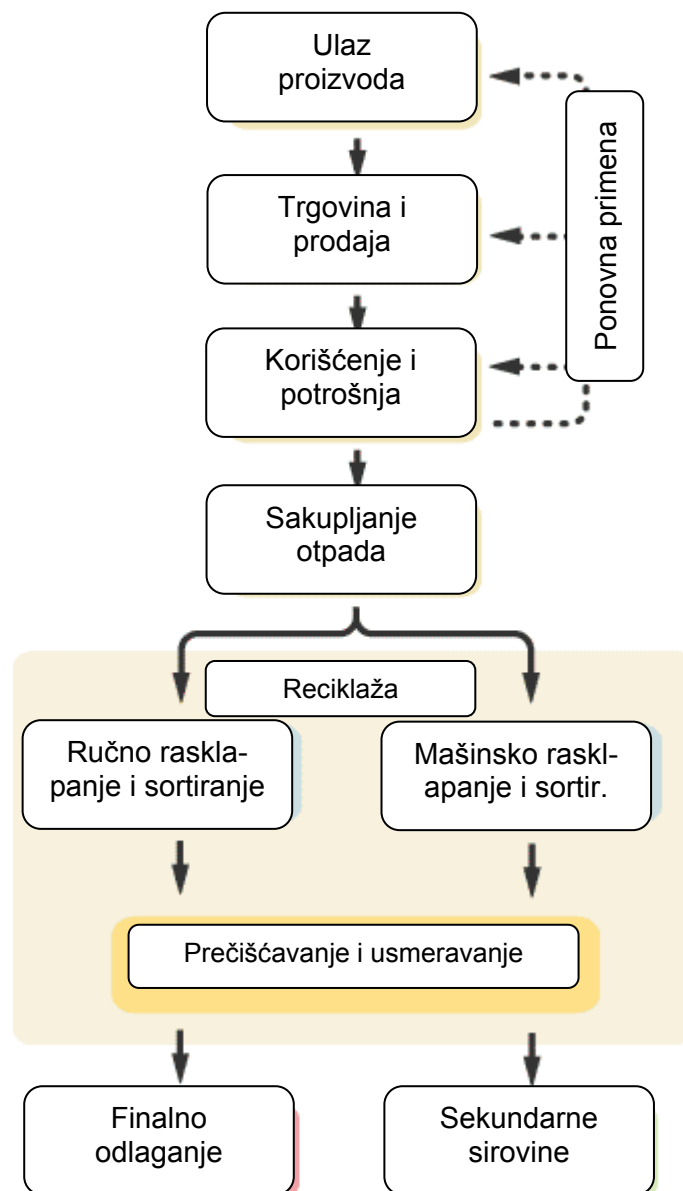 Ulaz
proizvoda
Ponovna primena
Trgovina i
prodaja
Korišćenje i
potrošnja
Sakupljanje
otpada
Reciklaža
Ručno raskla-
panje i sortiranje
Mašinsko raskl-
apanje i sortir.
Prečišćavanje i usmeravanje
Finalno
odlaganje
Sekundarne
sirovine